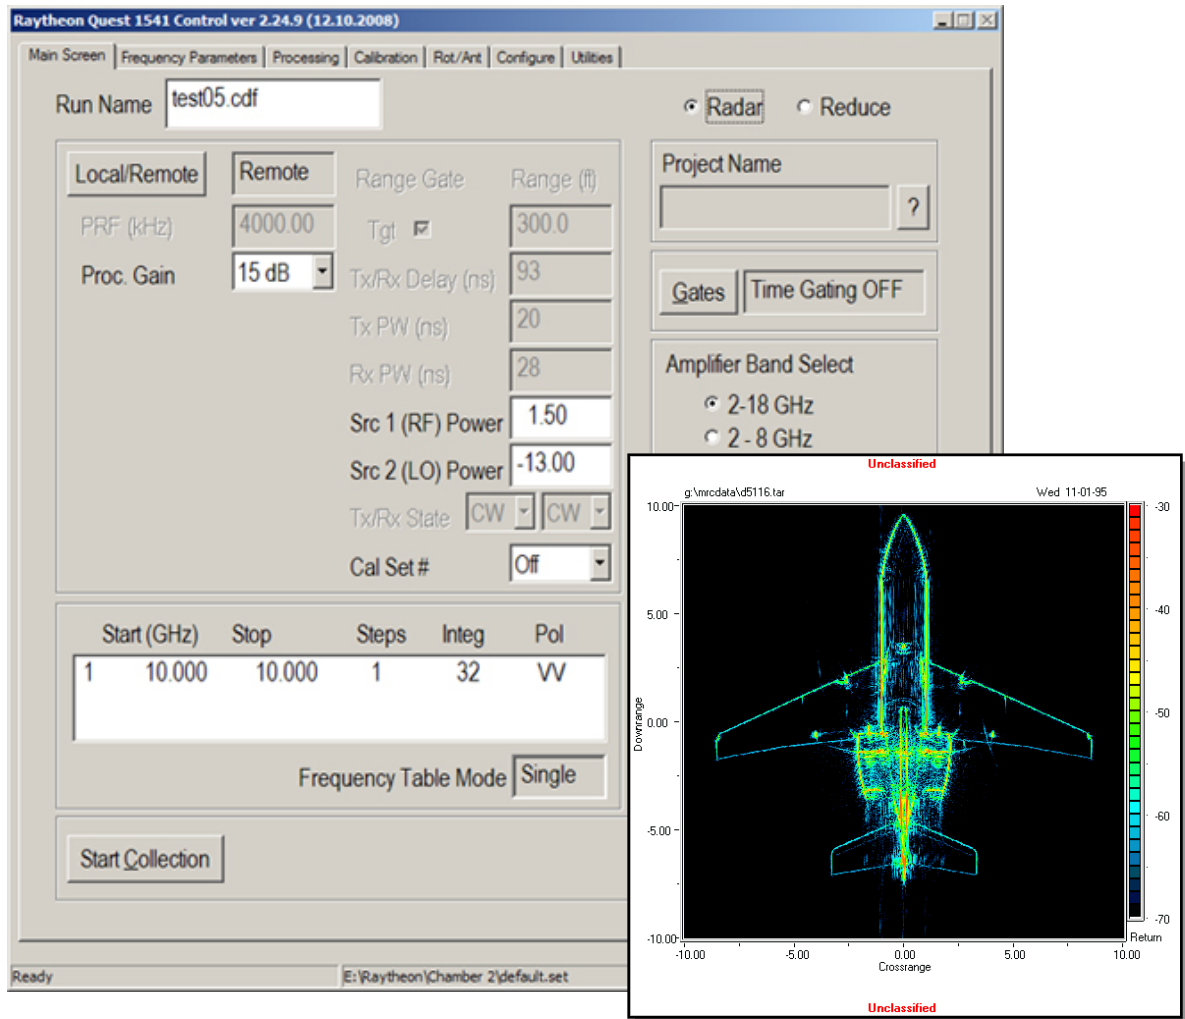 Raytheon Quest 1541 Control ver 2.24.9 (12.10.2008)
Main Screen Frequency Parameters Processing Calibration Rot/Ant Configure Utilities
Run Name test05.cdf
Radar Reduce
Local/Remote Remote
PRF (kHz) 4000.00
Proc. Gain 15 dB
Range Gate Range (ft)
Tgt 300.0
Tx/Rx Delay (ns) 93
Tx PW (ns) 20
Rx PW (ns) 28
Src 1 (RF) Power 1.50
Src 2 (LO) Power -13.00
Tx/Rx State CW CW
Cal Set # Off
Project Name
?
Gates Time Gating OFF
Amplifier Band Select
2-18 GHz
2 - 8 GHz
Start (GHz) Stop Steps Integ Pol
1 10.000 10.000 1 32 VV
Frequency Table Mode Single
Start Collection
Ready E:\Raytheon\Chamber 2\default.set
Unclassified
g:\mrcdata\d5116.tar Wed 11-01-95
10.00
5.00
0.00
-5.00
-10.00
Downrange
-10.00 -5.00 0.00 5.00 10.00
Crossrange
-30
-40
-50
-60
-70
Return
Unclassified